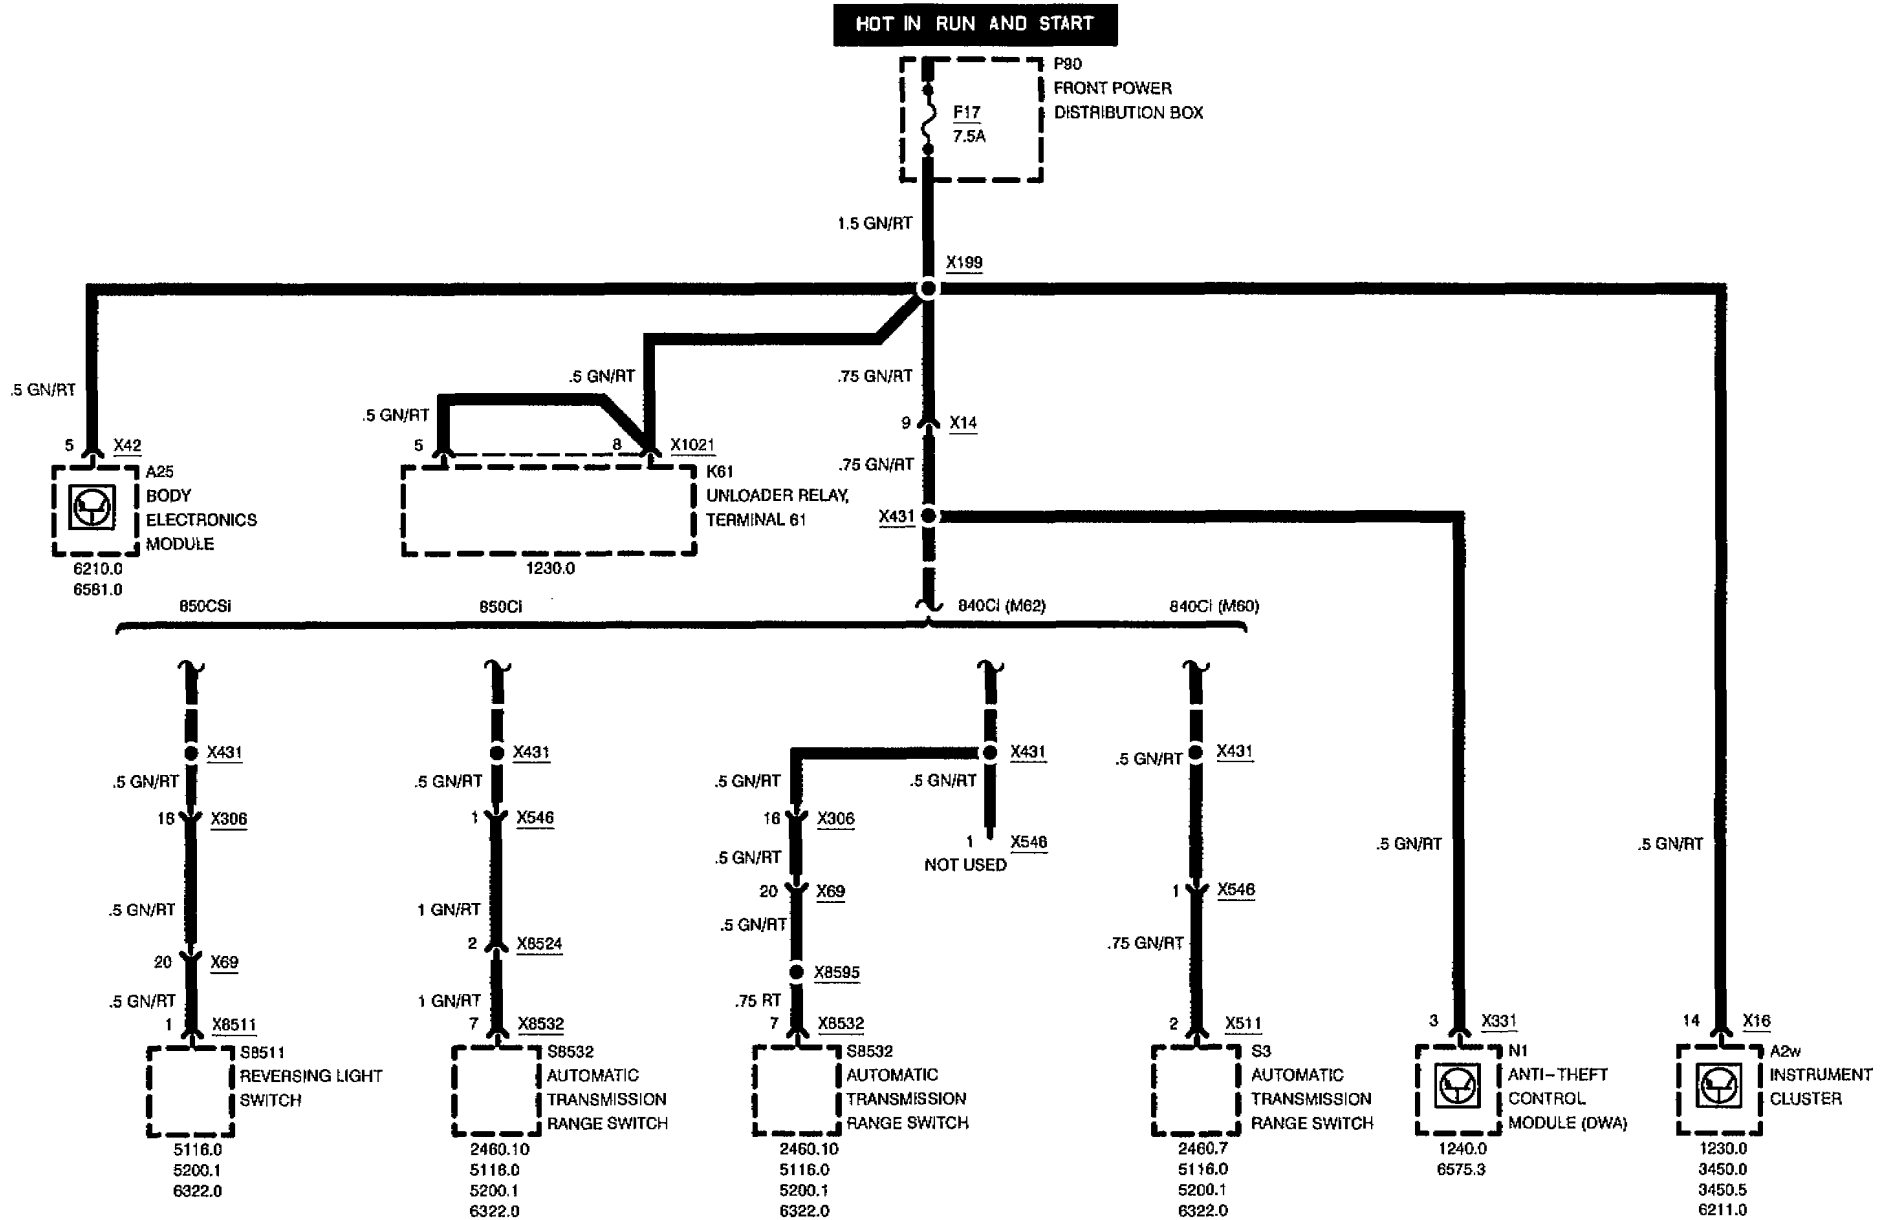 HOT IN RUN AND START
P90
FRONT POWER
DISTRIBUTION BOX
F17
7.5A
1.5 GN/RT
X199
.5 GN/RT
.5 GN/RT
.5 GN/RT
.75 GN/RT
5 X42
5
8 X1021
9 X14
A25
BODY
ELECTRONICS
MODULE
6210.0
6581.0
K61
UNLOADER RELAY,
TERMINAL 61
1230.0
.75 GN/RT
X431
850CSi
850Ci
840Ci (M62)
840Ci (M60)
X431
.5 GN/RT
16 X306
.5 GN/RT
20 X69
.5 GN/RT
1 X8511
S8511
REVERSING LIGHT
SWITCH
5116.0
5200.1
6322.0
X431
.5 GN/RT
1 X546
1 GN/RT
2 X8524
1 GN/RT
7 X8532
S8532
AUTOMATIC
TRANSMISSION
RANGE SWITCH
2460.10
5116.0
5200.1
6322.0
X431
.5 GN/RT
.5 GN/RT
16 X306
1 X546
NOT USED
.5 GN/RT
20 X69
.5 GN/RT
X8595
.75 RT
7 X8532
S8532
AUTOMATIC
TRANSMISSION
RANGE SWITCH
2460.10
5116.0
5200.1
6322.0
.5 GN/RT X431
1 X546
.75 GN/RT
2 X511
S3
AUTOMATIC
TRANSMISSION
RANGE SWITCH
2460.7
5116.0
5200.1
6322.0
.5 GN/RT
3 X331
N1
ANTI-THEFT
CONTROL
MODULE (DWA)
1240.0
6575.3
.5 GN/RT
14 X16
A2w
INSTRUMENT
CLUSTER
1230.0
3450.0
3450.5
6211.0